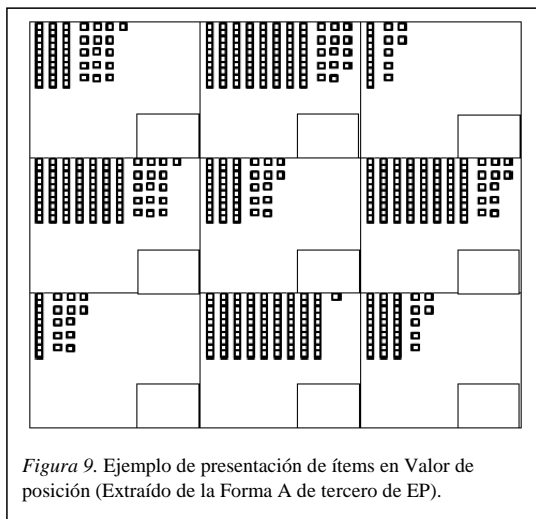 Figura 9. Ejemplo de presentación de ítems en Valor de
posición (Extraído de la Forma A de tercero de EP).